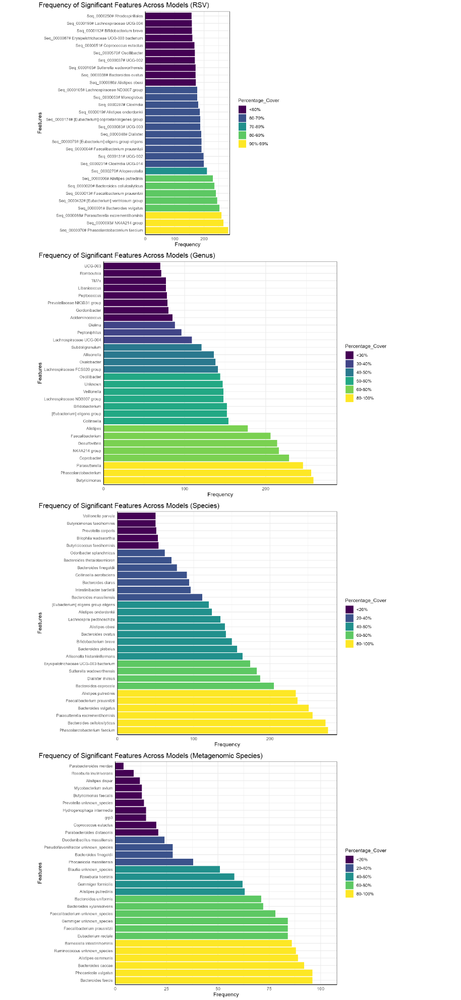 Frequency of Significant Features Across Models (RSV)
Seq_0000250# Rhodospirillales
Seq_0000190# Lachnospiraceae UCG-004
Seq_0000112# Bifidobacterium breve
Seq_0000087# Erysipelotrichaceae UCG-003 bacterium
Seq_0000051# Coprococcus eutactus
Seq_0000570# Oscillibacter
Seq_0000037# UCG-002
Seq_0000165# Sutterella wadsworthensis
Seq_0000038# Bacteroides ovatus
Seq_0000086# Alistipes obesi
Seq_0000105# Lachnospiraceae ND3007 group
Seq_0000053# Monoglobus
Seq_0000287# Clostridia
Seq_0000019# Alistipes onderdonkii
Seq_0000174# [Eubacterium] coprostanoligenes group
Seq_0000083# UCG-003
Seq_0000048# Dialister
Seq_0000079# [Eubacterium] eligens group eligens
Seq_0000004# Faecalibacterium prausnitzii
Seq_0000131# UCG-002
Seq_0000231# Clostridia UCG-014
Seq_0000270# Alloprevotella
Seq_0000006# Alistipes putredinis
Seq_0000020# Bacteroides cellulosilyticus
Seq_0000013# Faecalibacterium prausnitzii
Seq_0000432# [Eubacterium] ventriosum group
Seq_0000001# Bacteroides vulgatus
Seq_0000068# Parasutterella excrementihominis
Seq_0000093# NK4A214 group
Seq_0000070# Phascolarctobacterium faecium
Features
0 100 200
Frequency
Percentage_Cover
<60%
60-70%
70-80%
80-90%
90%-99%
Frequency of Significant Features Across Models (Genus)
UCG-003
Romboutsia
TM7x
Libanicoccus
Peptococcus
Prevotellaceae NK3B31 group
Gordonibacter
Acidaminococcus
Dielma
Peptoniphilus
Lachnospiraceae UCG-004
Subdoligranulum
Allisonella
Oxalobacter
Lachnospiraceae FCS020 group
Oscillibacter
Unknown
Veillonella
Lachnospiraceae ND3007 group
Bifidobacterium
[Eubacterium] eligens group
Collinsella
Alistipes
Faecalibacterium
Desulfovibrio
NK4A214 group
Coprobacter
Parasutterella
Phascolarctobacterium
Butyricimonas
Features
0 100 200
Frequency
Percentage_Cover
<30%
30-40%
40-50%
50-60%
60-80%
80-100%
Frequency of Significant Features Across Models (Species)
Veillonella parvula
Butyricimonas faecihominis
Prevotella corporis
Bilophila wadsworthia
Butyricicoccus faecihominis
Odoribacter splanchnicus
Bacteroides thetaiotaomicron
Bacteroides finegoldii
Collinsella aerofaciens
Bacteroides clarus
Intestinibacter bartlettii
Bacteroides massiliensis
[Eubacterium] eligens group eligens
Alistipes onderdonkii
Lachnospira pectinoschiza
Alistipes obesi
Bacteroides ovatus
Bifidobacterium breve
Bacteroides plebeius
Allisonella histaminiformans
Erysipelotrichaceae UCG-003 bacterium
Sutterella wadsworthensis
Dialister invisus
Bacteroides coprocola
Alistipes putredinis
Faecalibacterium prausnitzii
Bacteroides vulgatus
Parasutterella excrementihominis
Bacteroides cellulosilyticus
Phascolarctobacterium faecium
Features
0 100 200
Frequency
Percentage_Cover
<20%
20-40%
40-60%
60-80%
80-100%
Frequency of Significant Features Across Models (Metagenomic Species)
Parabacteroides merdae
Roseburia inulinivorans
Alistipes dispar
Mycobacterium avium
Butyricimonas faecalis
Prevotella unknown_species
Hydrogenophaga intermedia
grp3
Coprococcus eutactus
Parabacteroides distasonis
Duodenibacillus massiliensis
Pseudoflavonifractor unknown_species
Bacteroides finegoldii
Phocaeicola massiliensis
Blautia unknown_species
Roseburia hominis
Gemmiger formicilis
Alistipes putredinis
Bacteroides uniformis
Bacteroides xylanisolvens
Faecalibacterium unknown_species
Gemmiger unknown_species
Faecalibacterium prausnitzii
Eubacterium rectale
Barnesiella intestinihominis
Ruminococcus unknown_species
Alistipes communis
Bacteroides caccae
Phocaeicola vulgatus
Bacteroides faecis
Features
0 25 50 75 100
Frequency
Percentage_Cover
<20%
20-40%
40-60%
60-80%
80-100%